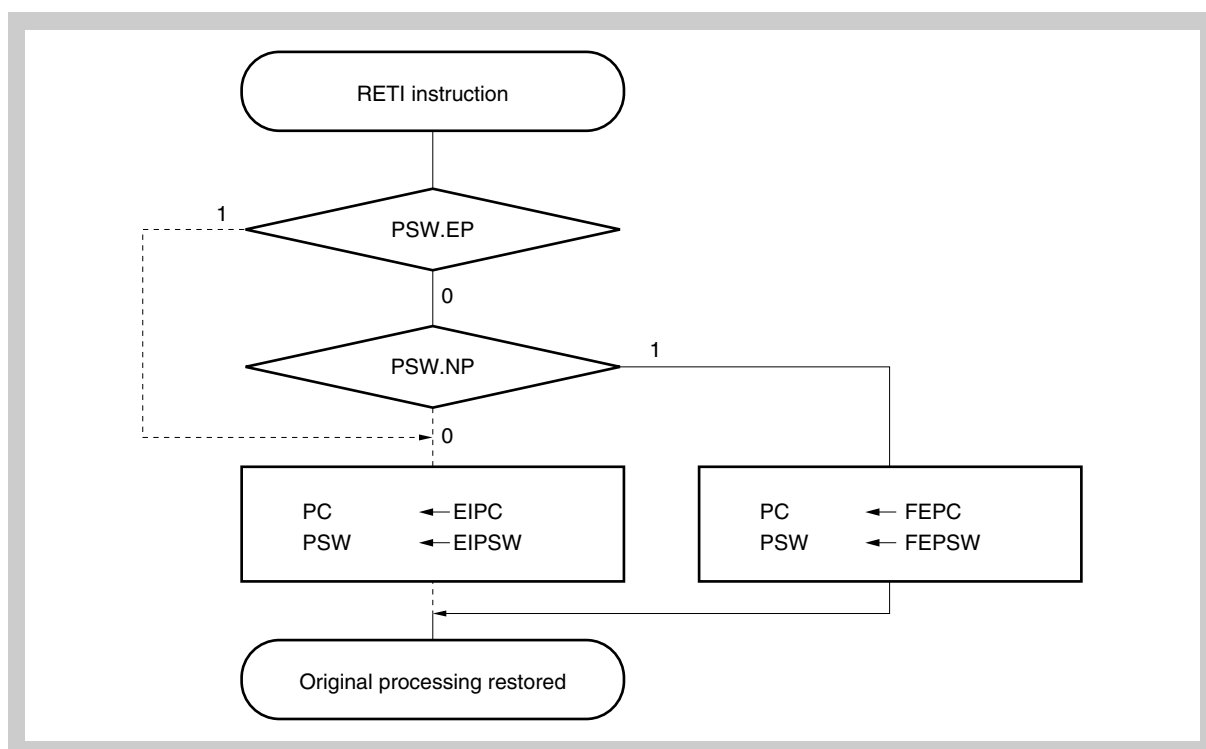 RETI instruction
1
PSW.EP
0
1
PSW.NP
0
PC ← EIPC
PSW ← EIPSW
PC ← FEPC
PSW ← FEPSW
Original processing restored